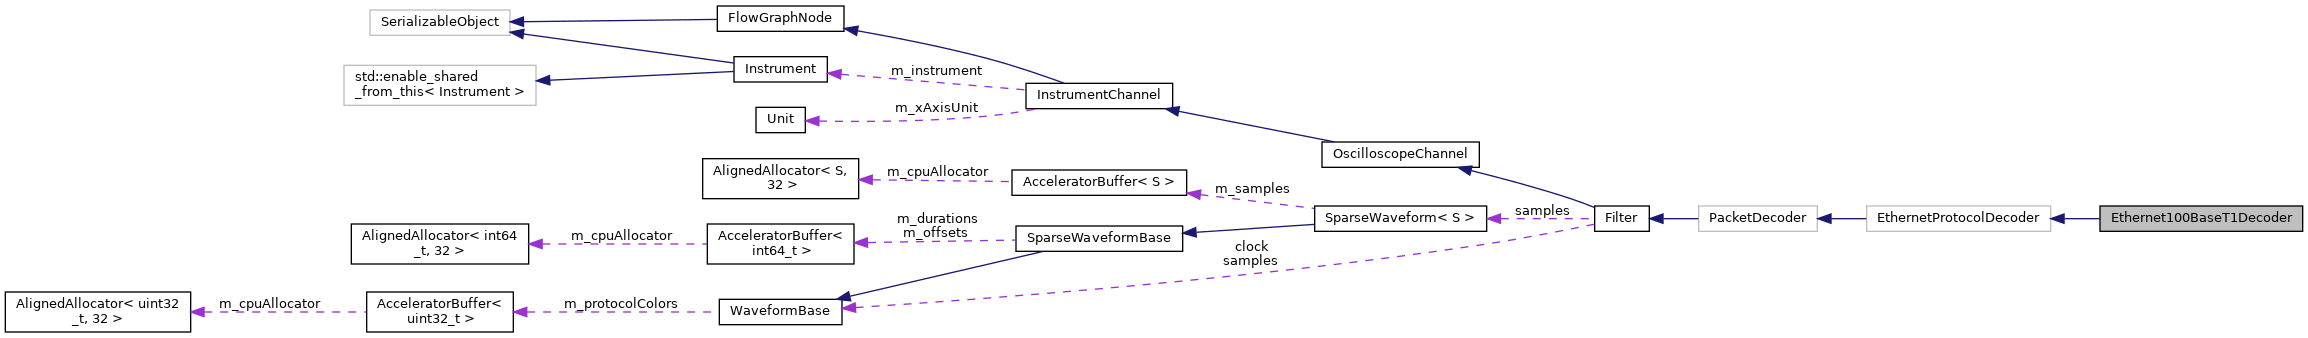 SerializableObject
FlowGraphNode
std::enable_shared
_from_this< Instrument >
Instrument
m_instrument
InstrumentChannel
Unit
m_xAxisUnit
OscilloscopeChannel
AlignedAllocator< S,
32 >
m_cpuAllocator
AcceleratorBuffer< S >
m_samples
SparseWaveform< S >
samples
Filter
PacketDecoder
EthernetProtocolDecoder
Ethernet100BaseT1Decoder
AlignedAllocator< int64
_t, 32 >
m_cpuAllocator
AcceleratorBuffer<
int64_t >
m_durations
m_offsets
SparseWaveformBase
clock
samples
AlignedAllocator< uint32
_t, 32 >
m_cpuAllocator
AcceleratorBuffer<
uint32_t >
m_protocolColors
WaveformBase